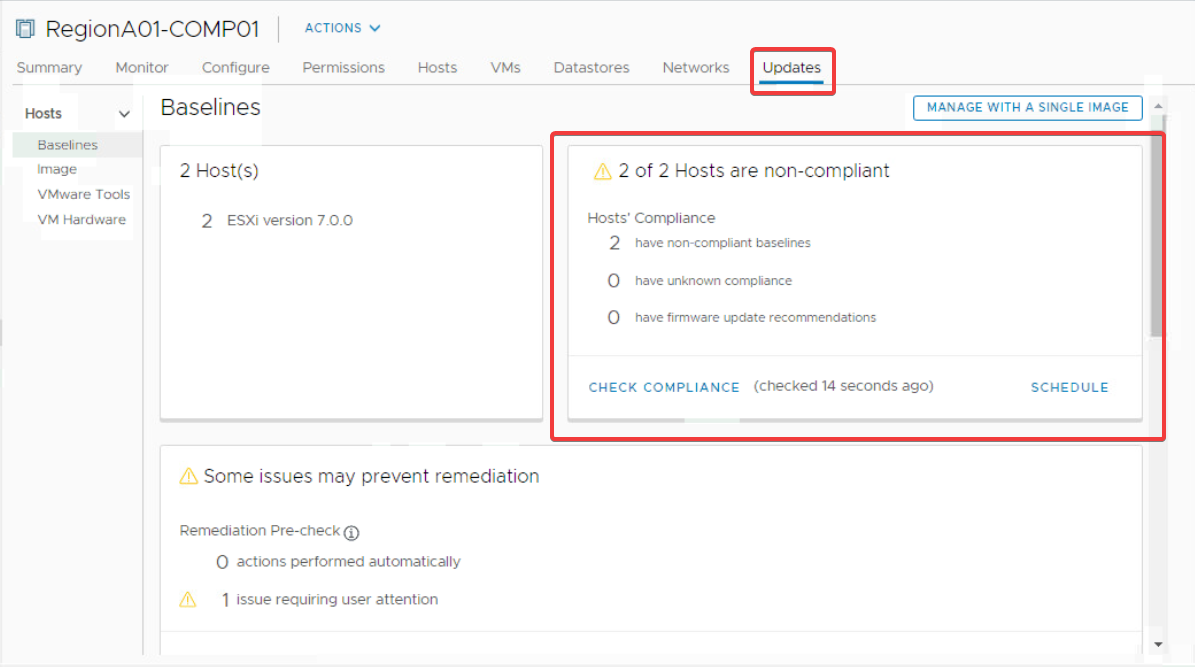 RegionA01-COMP01 ACTIONS
Summary Monitor Configure Permissions Hosts VMs Datastores Networks Updates
Hosts
Baselines
Image
VMware Tools
VM Hardware
Baselines
MANAGE WITH A SINGLE IMAGE
2 Host(s)
2 ESXi version 7.0.0
2 of 2 Hosts are non-compliant
Hosts' Compliance
2 have non-compliant baselines
0 have unknown compliance
0 have firmware update recommendations
CHECK COMPLIANCE (checked 14 seconds ago) SCHEDULE
Some issues may prevent remediation
Remediation Pre-check
0 actions performed automatically
1 issue requiring user attention